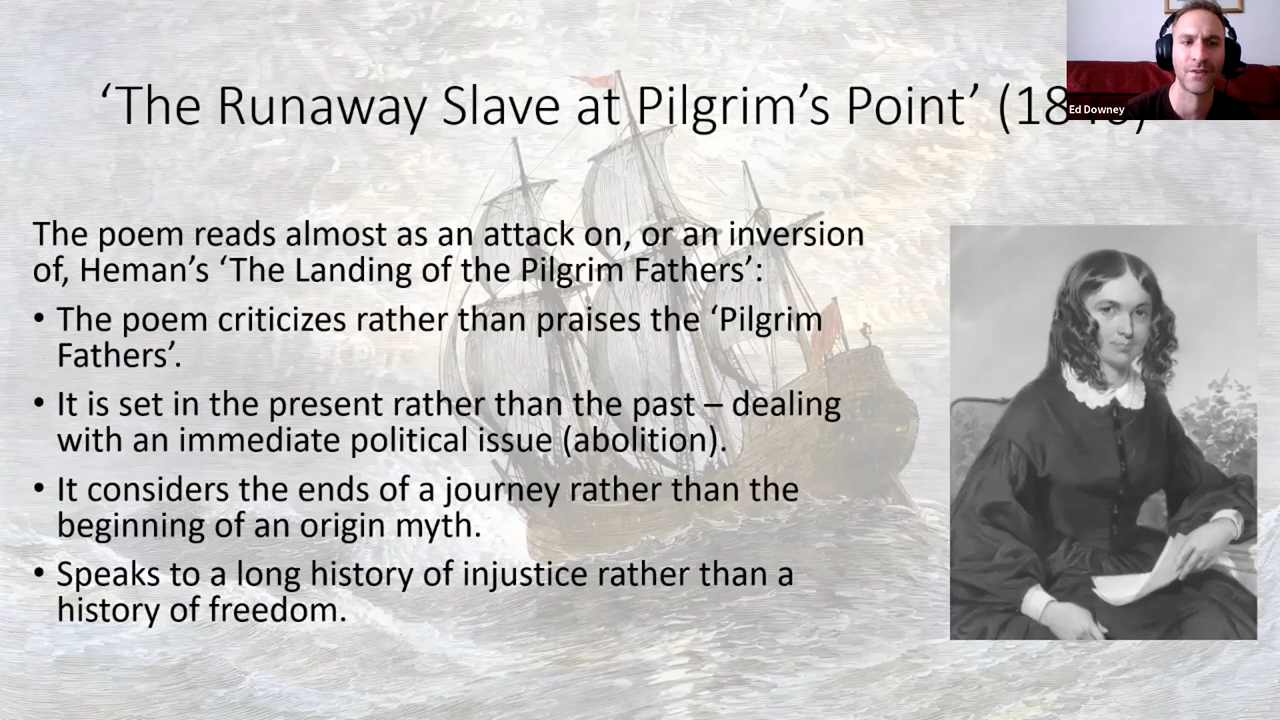 ‘The Runaway Slave at Pilgrim’s Point’ (18
Ed Downey
The poem reads almost as an attack on, or an inversion
of, Heman’s ‘The Landing of the Pilgrim Fathers’:
• The poem criticizes rather than praises the ‘Pilgrim
Fathers’.
• It is set in the present rather than the past – dealing
with an immediate political issue (abolition).
• It considers the ends of a journey rather than the
beginning of an origin myth.
• Speaks to a long history of injustice rather than a
history of freedom.